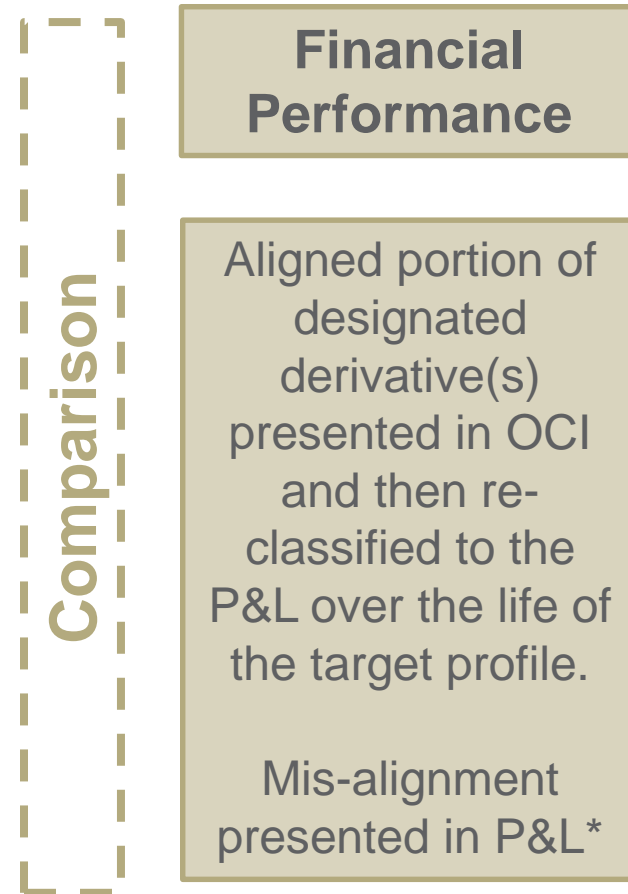 Comparison
Financial
Performance
Aligned portion of
designated
derivative(s)
presented in OCI
and then re-
classified to the
P&L over the life of
the target profile.
Mis-alignment
presented in P&L*